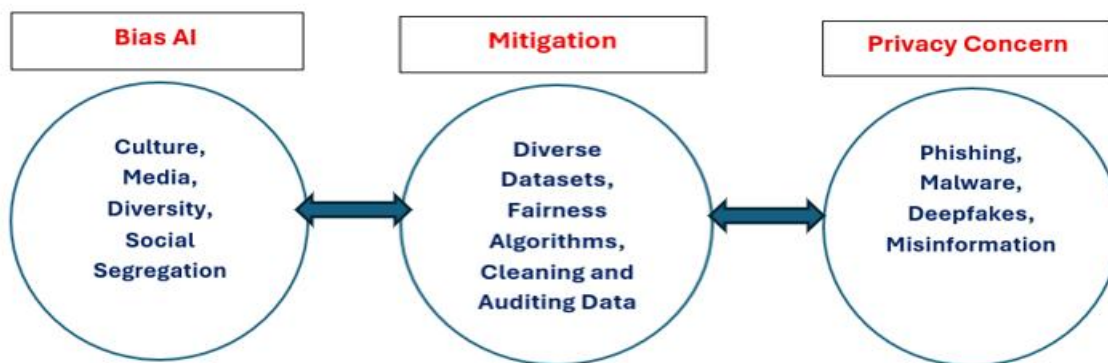 Bias AI
Culture,
Media,
Diversity,
Social
Segregation
Mitigation
Diverse
Datasets,
Fairness
Algorithms,
Cleaning and
Auditing Data
Privacy Concern
Phishing,
Malware,
Deepfakes,
Misinformation